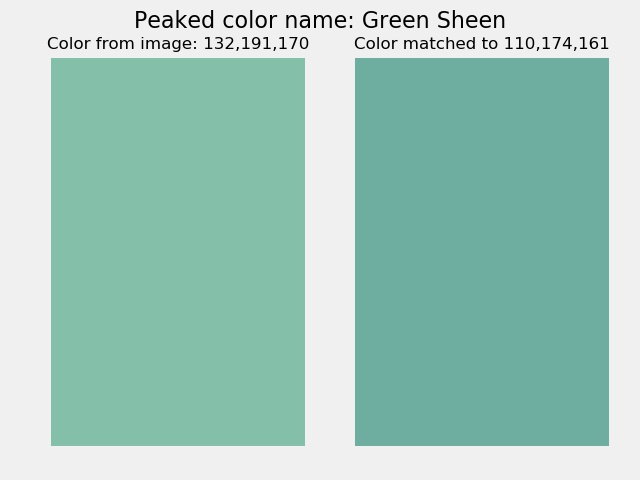 Peaked color name: Green Sheen
Color from image: 132,191,170
Color matched to 110,174,161